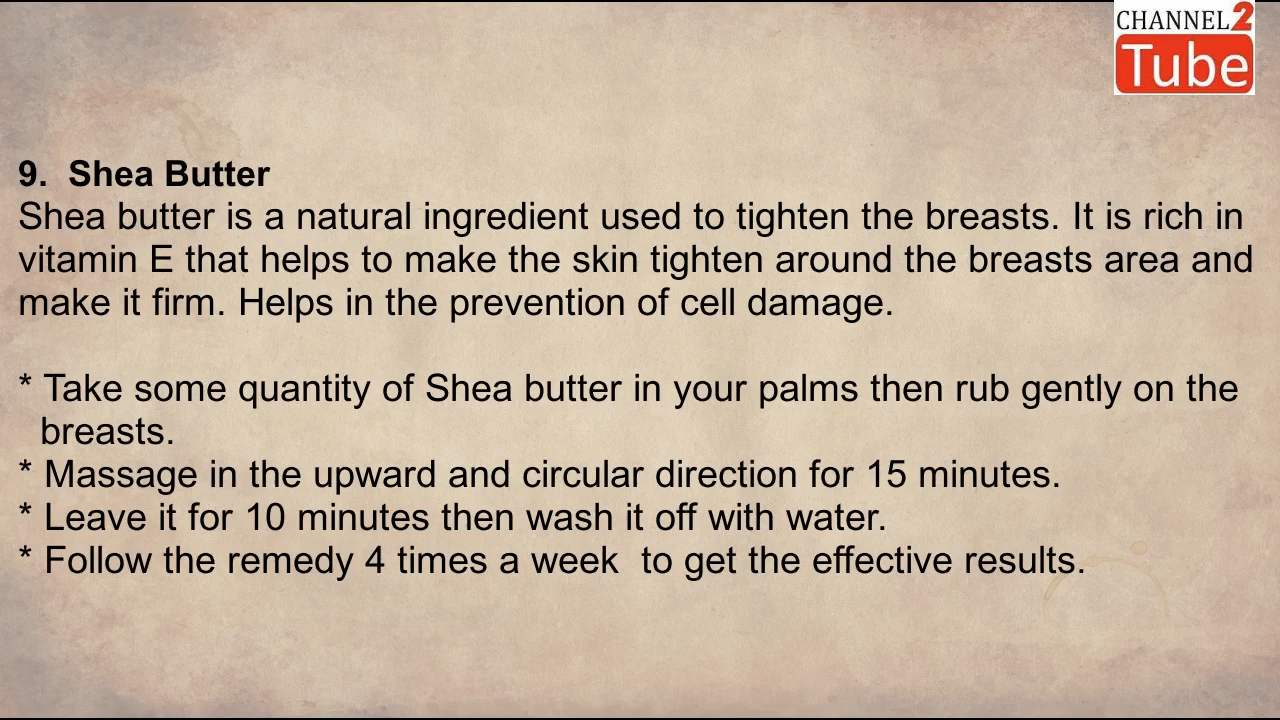 CHANNEL2
Tube
9.  Shea Butter
Shea butter is a natural ingredient used to tighten the breasts. It is rich in
vitamin E that helps to make the skin tighten around the breasts area and
make it firm. Helps in the prevention of cell damage.
* Take some quantity of Shea butter in your palms then rub gently on the
breasts.
* Massage in the upward and circular direction for 15 minutes.
* Leave it for 10 minutes then wash it off with water.
* Follow the remedy 4 times a week  to get the effective results.